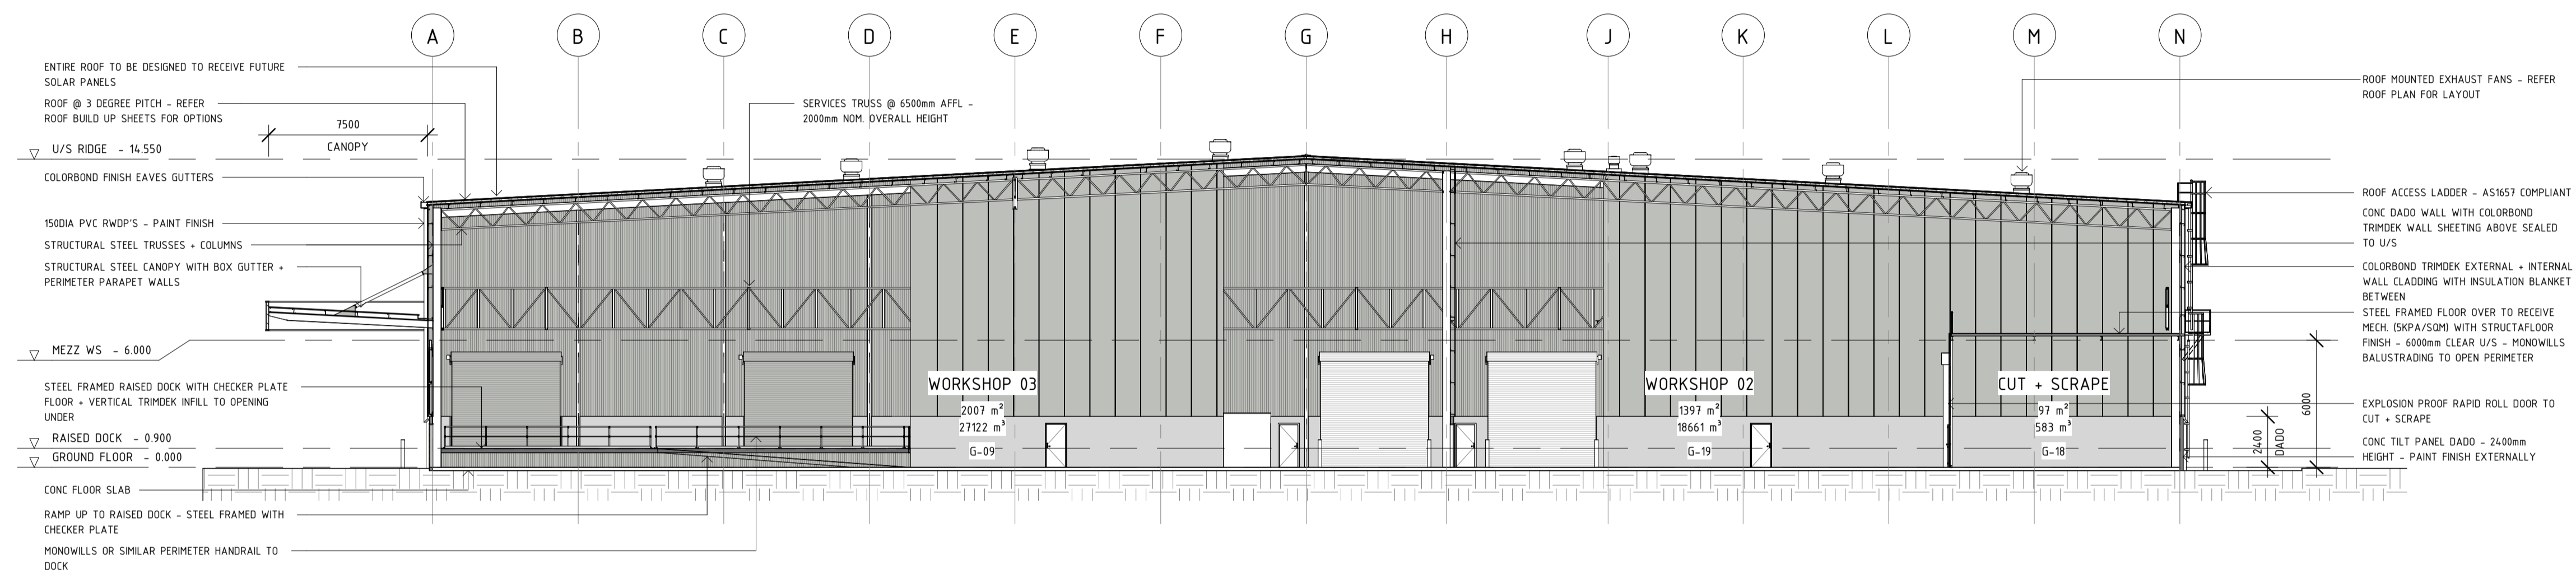 A B C D E F G H J K L M N
ENTIRE ROOF TO BE DESIGNED TO RECEIVE FUTURE
SOLAR PANELS
ROOF @ 3 DEGREE PITCH - REFER
ROOF BUILD UP SHEETS FOR OPTIONS
7500
CANOPY
U/S RIDGE - 14.550
COLORBOND FINISH EAVES GUTTERS
150DIA PVC RWDP'S - PAINT FINISH
STRUCTURAL STEEL TRUSSES + COLUMNS
STRUCTURAL STEEL CANOPY WITH BOX GUTTER +
PERIMETER PARAPET WALLS
MEZZ WS - 6.000
STEEL FRAMED RAISED DOCK WITH CHECKER PLATE
FLOOR + VERTICAL TRIMDEK INFILL TO OPENING
UNDER
RAISED DOCK - 0.900
GROUND FLOOR - 0.000
CONC FLOOR SLAB
RAMP UP TO RAISED DOCK - STEEL FRAMED WITH
CHECKER PLATE
MONOWILLS OR SIMILAR PERIMETER HANDRAIL TO
DOCK
SERVICES TRUSS @ 6500mm AFFL -
2000mm NOM. OVERALL HEIGHT
WORKSHOP 03
2007 m²
27122 m³
G-09
WORKSHOP 02
1397 m²
18661 m³
G-19
CUT + SCRAPE
97 m²
583 m³
G-18
2400
DADO
6000
ROOF MOUNTED EXHAUST FANS - REFER
ROOF PLAN FOR LAYOUT
ROOF ACCESS LADDER - AS1657 COMPLIANT
CONC DADO WALL WITH COLORBOND
TRIMDEK WALL SHEETING ABOVE SEALED
TO U/S
COLORBOND TRIMDEK EXTERNAL + INTERNAL
WALL CLADDING WITH INSULATION BLANKET
BETWEEN
STEEL FRAMED FLOOR OVER TO RECEIVE
MECH. (5KPA/SQM) WITH STRUCTAFLOOR
FINISH - 6000mm CLEAR U/S - MONOWILLS
BALUSTRADING TO OPEN PERIMETER
EXPLOSION PROOF RAPID ROLL DOOR TO
CUT + SCRAPE
CONC TILT PANEL DADO - 2400mm
HEIGHT - PAINT FINISH EXTERNALLY